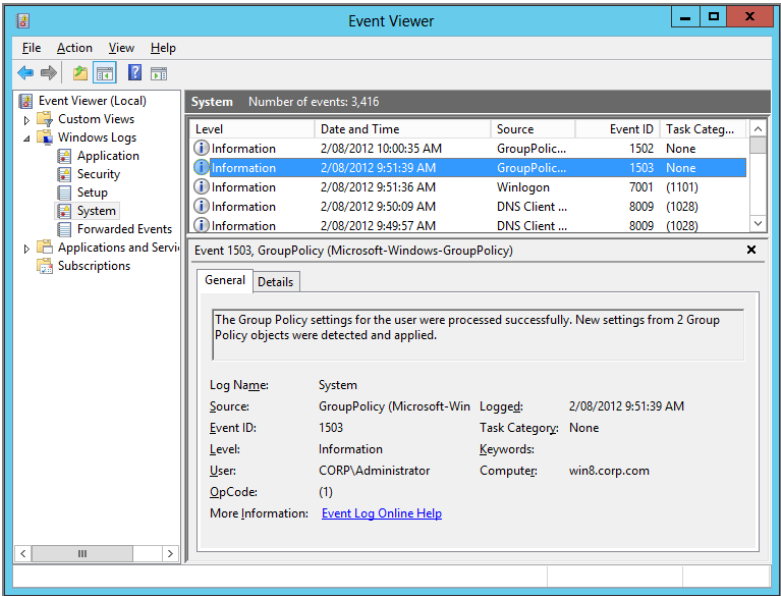 Event Viewer
File Action View Help
Event Viewer (Local)
Custom Views
Windows Logs
Application
Security
Setup
System
Forwarded Events
Applications and Servi
Subscriptions
System Number of events: 3,416
Level Date and Time Source Event ID Task Categ...
Information 2/08/2012 10:00:35 AM GroupPolic... 1502 None
Information 2/08/2012 9:51:39 AM GroupPolic... 1503 None
Information 2/08/2012 9:51:36 AM Winlogon 7001 (1101)
Information 2/08/2012 9:50:09 AM DNS Client ... 8009 (1028)
Information 2/08/2012 9:49:57 AM DNS Client ... 8009 (1028)
Event 1503, GroupPolicy (Microsoft-Windows-GroupPolicy)
General Details
The Group Policy settings for the user were processed successfully. New settings from 2 Group
Policy objects were detected and applied.
Log Name: System
Source: GroupPolicy (Microsoft-Win Logged: 2/08/2012 9:51:39 AM
Event ID: 1503 Task Category: None
Level: Information Keywords:
User: CORP\Administrator Computer: win8.corp.com
OpCode: (1)
More Information: Event Log Online Help